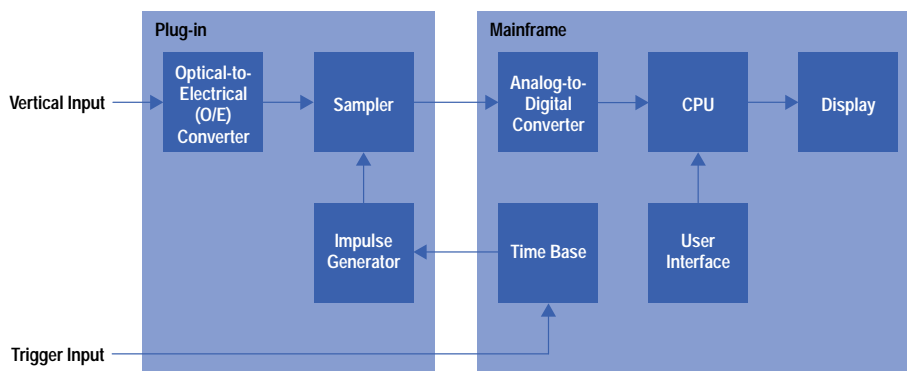 Plug-in
Mainframe
Vertical Input
Optical-to-
Electrical
(O/E)
Converter
Sampler
Analog-to-
Digital
Converter
CPU
Display
Impulse
Generator
Time Base
User
Interface
Trigger Input